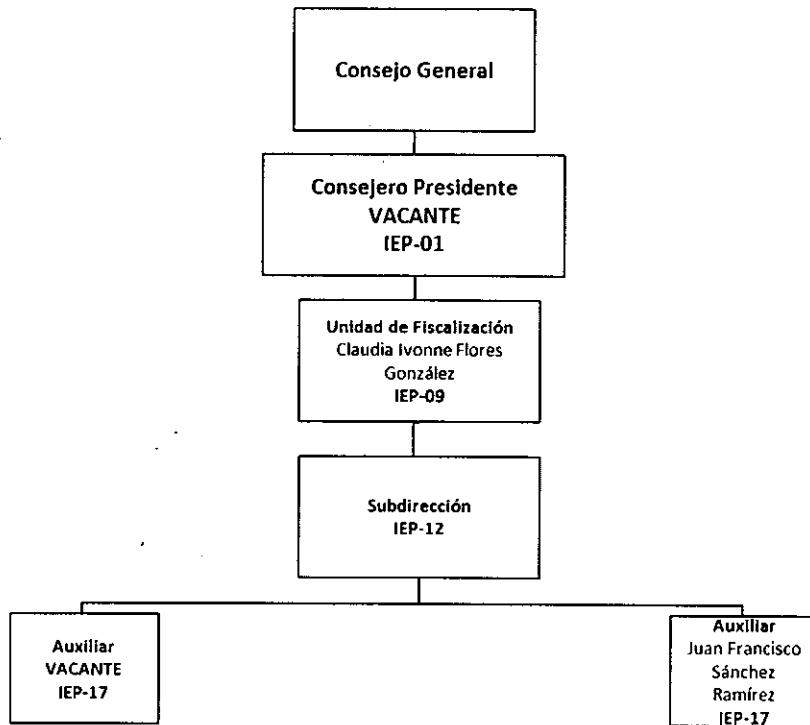 Consejo General
Consejero Presidente
VACANTE
IEP-01
Unidad de Fiscalización
Claudia Ivonne Flores
González
IEP-09
Subdirección
IEP-12
Auxiliar
VACANTE
IEP-17
Auxiliar
Juan Francisco
Sánchez
Ramírez
IEP-17